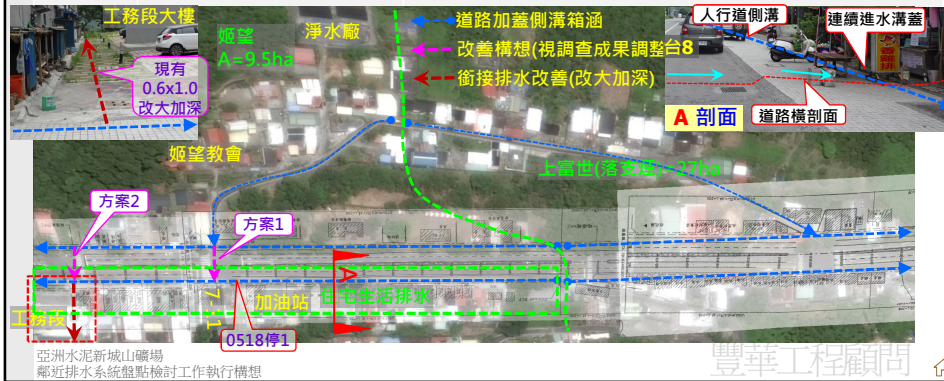 工務段大樓
現有
0.6x1.0
改大加深
姬望
A=9.5ha
淨水廠
道路加蓋側溝箱涵
改善構想(視調查成果調整
銜接排水改善(改大加深)
台8
人行道側溝
連續進水溝蓋
A 剖面
道路橫剖面
姬望教會
上富世(落支煙)~27ha
方案2
方案1
A
7-11
加油站
住宅生活排水
工務段
0518停1
亞洲水泥新城山礦場
鄰近排水系統盤點檢討工作執行構想
豐華工程顧問